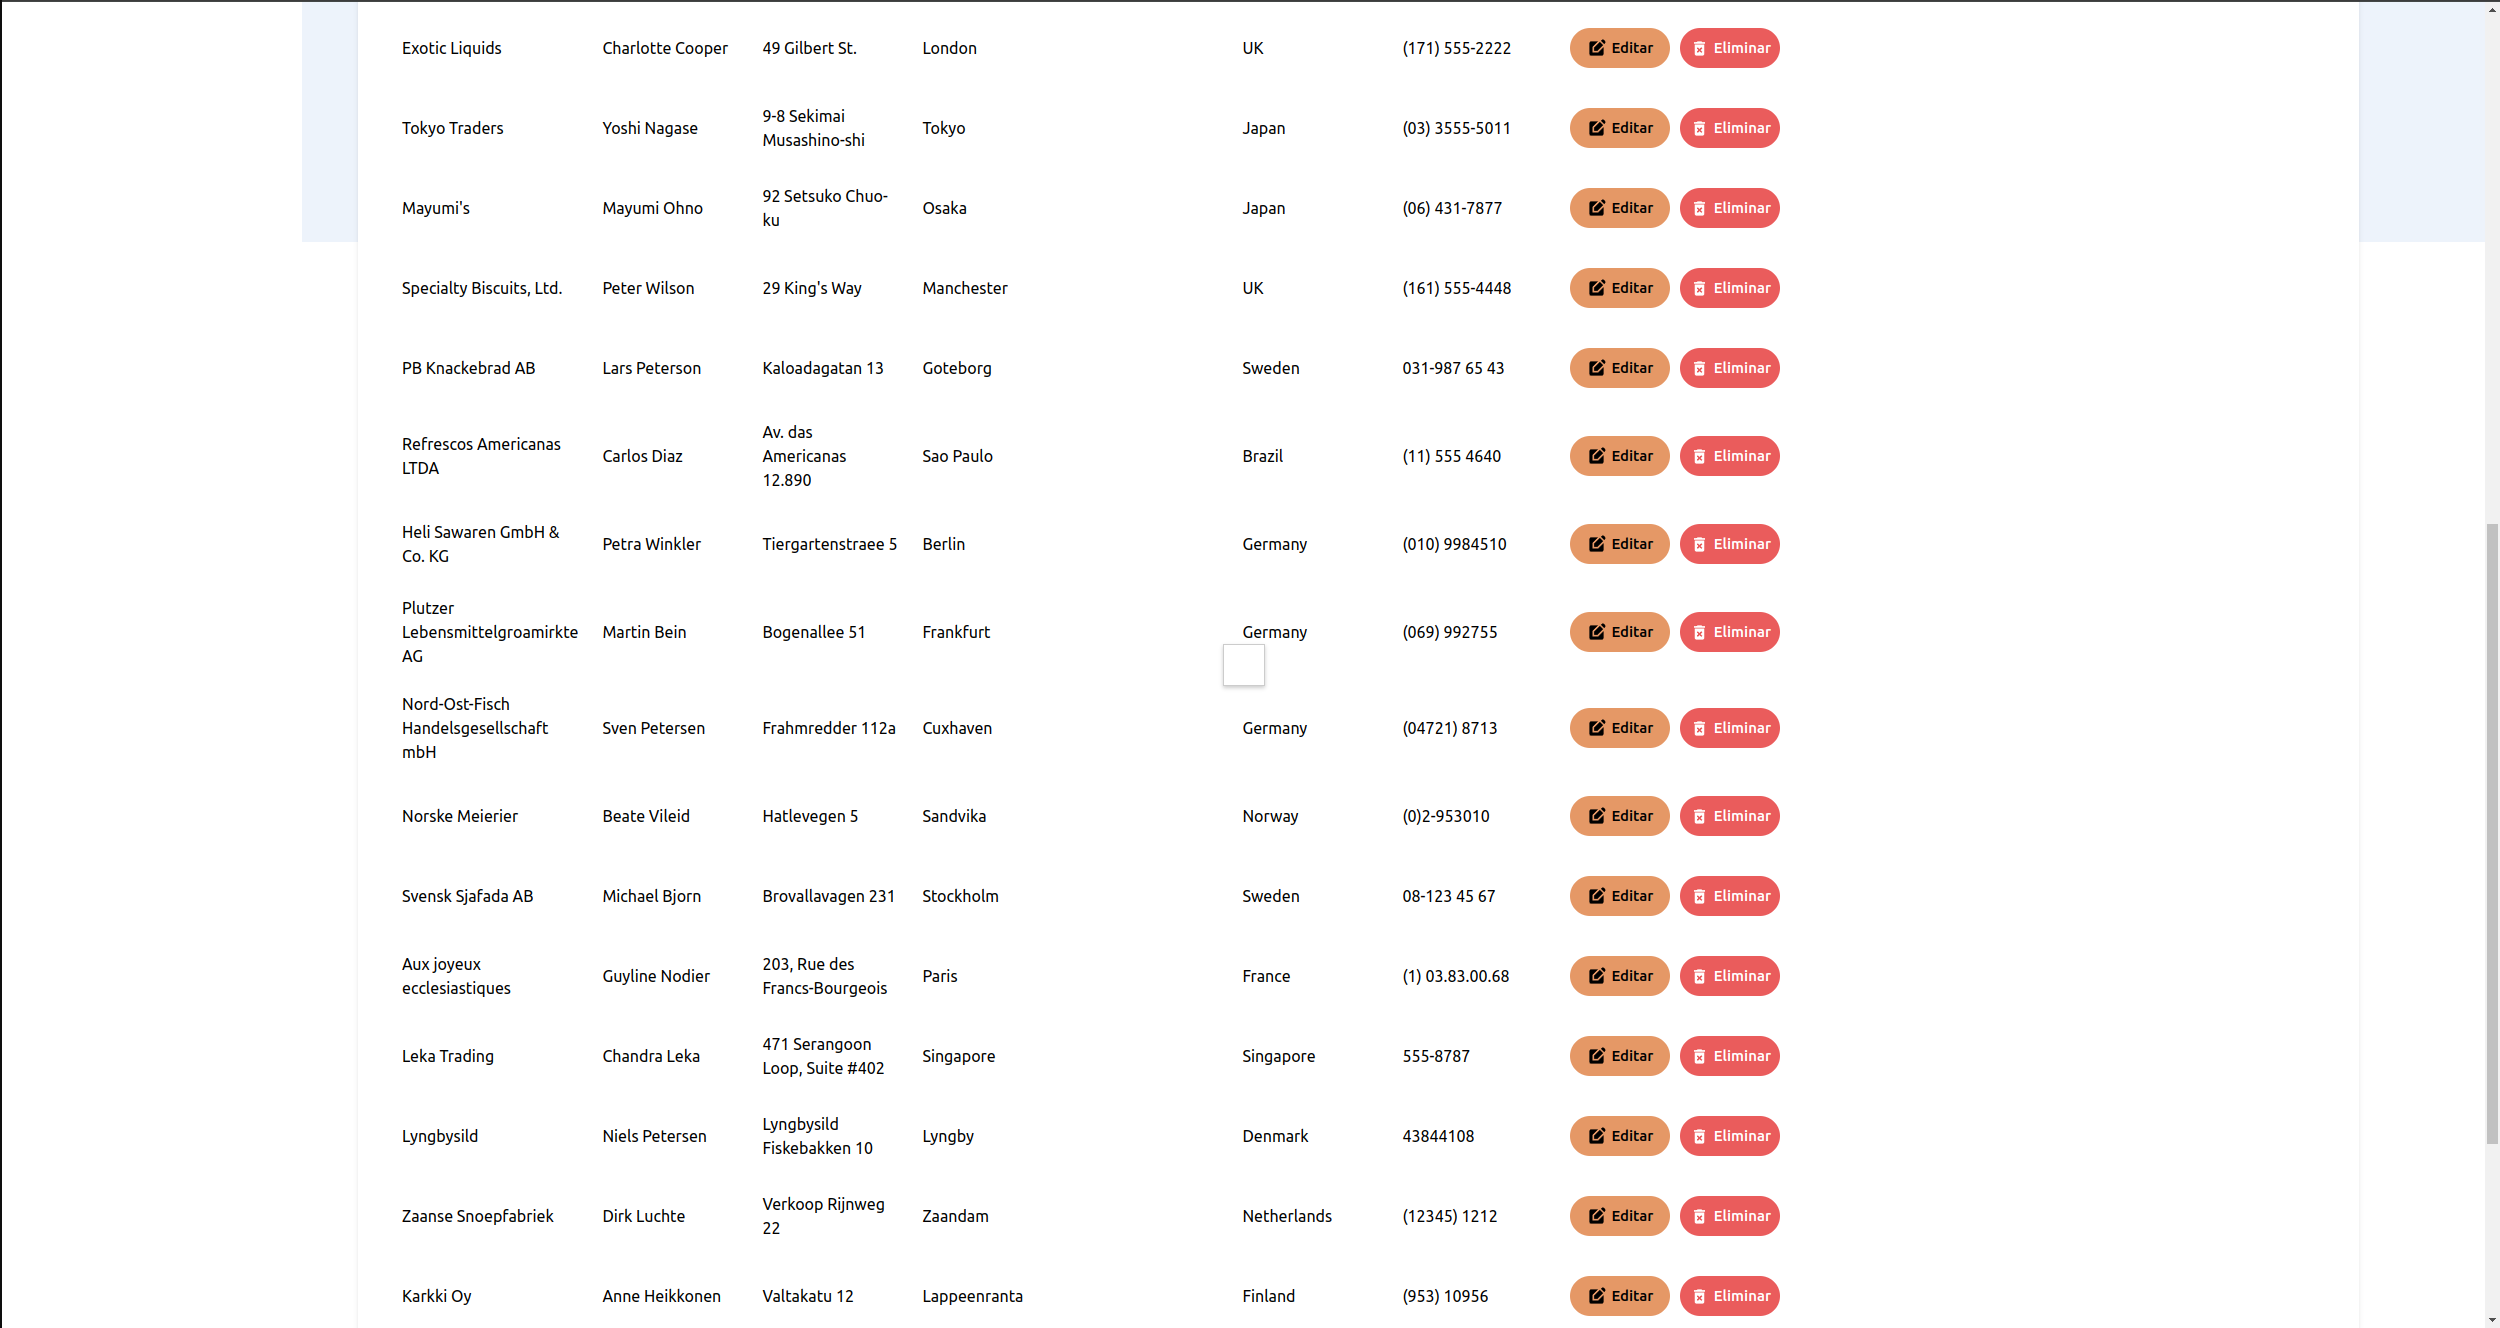 Exotic Liquids Charlotte Cooper 49 Gilbert St. London UK (171) 555-2222 Editar Eliminar
Tokyo Traders Yoshi Nagase 9-8 Sekimai Musashino-shi Tokyo Japan (03) 3555-5011 Editar Eliminar
Mayumi's Mayumi Ohno 92 Setsuko Chuo-ku Osaka Japan (06) 431-7877 Editar Eliminar
Specialty Biscuits, Ltd. Peter Wilson 29 King's Way Manchester UK (161) 555-4448 Editar Eliminar
PB Knackebrad AB Lars Peterson Kaloadagatan 13 Goteborg Sweden 031-987 65 43 Editar Eliminar
Refrescos Americanas LTDA Carlos Diaz Av. das Americanas 12.890 Sao Paulo Brazil (11) 555 4640 Editar Eliminar
Heli Sawaren GmbH & Co. KG Petra Winkler Tiergartenstraee 5 Berlin Germany (010) 9984510 Editar Eliminar
Plutzer Lebensmittelgroamirkte AG Martin Bein Bogenallee 51 Frankfurt Germany (069) 992755 Editar Eliminar
Nord-Ost-Fisch Handelsgesellschaft mbH Sven Petersen Frahmredder 112a Cuxhaven Germany (04721) 8713 Editar Eliminar
Norske Meierier Beate Vileid Hatlevegen 5 Sandvika Norway (0)2-953010 Editar Eliminar
Svensk Sjafada AB Michael Bjorn Brovallavagen 231 Stockholm Sweden 08-123 45 67 Editar Eliminar
Aux joyeux ecclesiastiques Guyline Nodier 203, Rue des Francs-Bourgeois Paris France (1) 03.83.00.68 Editar Eliminar
Leka Trading Chandra Leka 471 Serangoon Loop, Suite #402 Singapore Singapore 555-8787 Editar Eliminar
Lyngbysild Niels Petersen Lyngbysild Fiskebakken 10 Lyngby Denmark 43844108 Editar Eliminar
Zaanse Snoepfabriek Dirk Luchte Verkoop Rijnweg 22 Zaandam Netherlands (12345) 1212 Editar Eliminar
Karkki Oy Anne Heikkonen Valtakatu 12 Lappeenranta Finland (953) 10956 Editar Eliminar